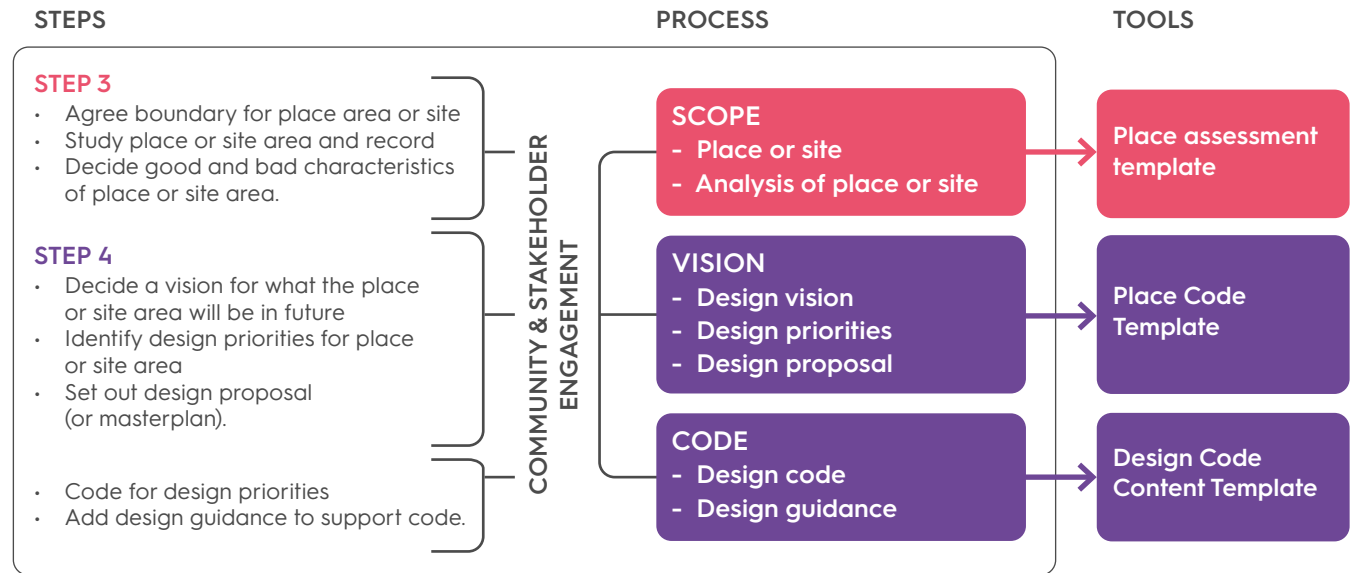 STEPS
PROCESS
TOOLS
STEP 3
• Agree boundary for place area or site
• Study place or site area and record
• Decide good and bad characteristics
of place or site area.
STEP 4
• Decide a vision for what the place
or site area will be in future
• Identify design priorities for place
or site area
• Set out design proposal
(or masterplan).
• Code for design priorities
• Add design guidance to support code.
COMMUNITY & STAKEHOLDER
ENGAGEMENT
SCOPE
- Place or site
- Analysis of place or site
VISION
- Design vision
- Design priorities
- Design proposal
CODE
- Design code
- Design guidance
Place assessment
template
Place Code
Template
Design Code
Content Template